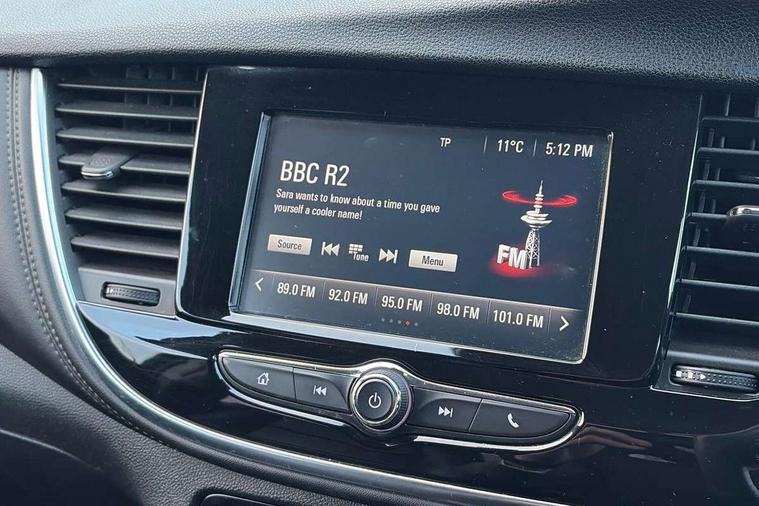 TP 11°C 5:12 PM
BBC R2
Sara wants to know about a time you gave
yourself a cooler name!
Source Tune Menu
FM
89.0 FM 92.0 FM 95.0 FM 98.0 FM 101.0 FM